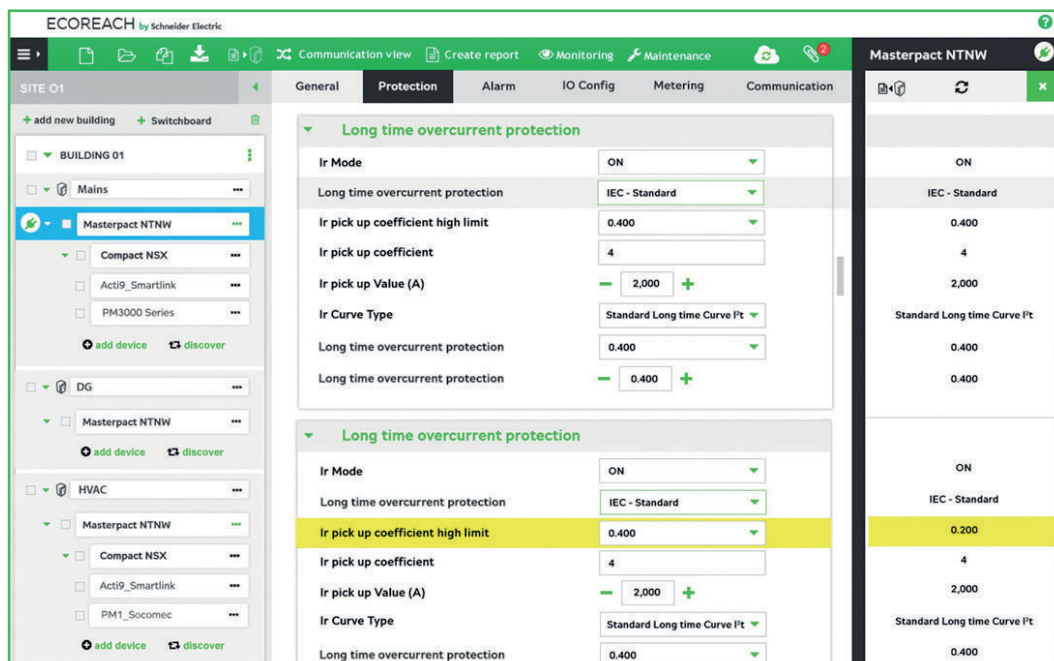 ECOREACH by Schneider Electric
Communication view Create report Monitoring Maintenance 2 Masterpact NTNW
SITE O1 General Protection Alarm IO Config Metering Communication
+ add new building + Switchboard
BUILDING 01
Mains
Masterpact NTNW
Compact NSX
Acti9_Smartlink
PM3000 Series
add device discover
DG
Masterpact NTNW
add device discover
HVAC
Masterpact NTNW
Compact NSX
Acti9_Smartlink
PM1_Socomec
add device discover
Long time overcurrent protection
Ir Mode ON ON
Long time overcurrent protection IEC - Standard IEC - Standard
Ir pick up coefficient high limit 0.400 0.400
Ir pick up coefficient 4 4
Ir pick up Value (A) − 2,000 + 2,000
Ir Curve Type Standard Long time Curve I²t Standard Long time Curve I²t
Long time overcurrent protection 0.400 0.400
Long time overcurrent protection − 0.400 + 0.400
Long time overcurrent protection
Ir Mode ON ON
Long time overcurrent protection IEC - Standard IEC - Standard
Ir pick up coefficient high limit 0.400 0.200
Ir pick up coefficient 4 4
Ir pick up Value (A) − 2,000 + 2,000
Ir Curve Type Standard Long time Curve I²t Standard Long time Curve I²t
Long time overcurrent protection 0.400 0.400